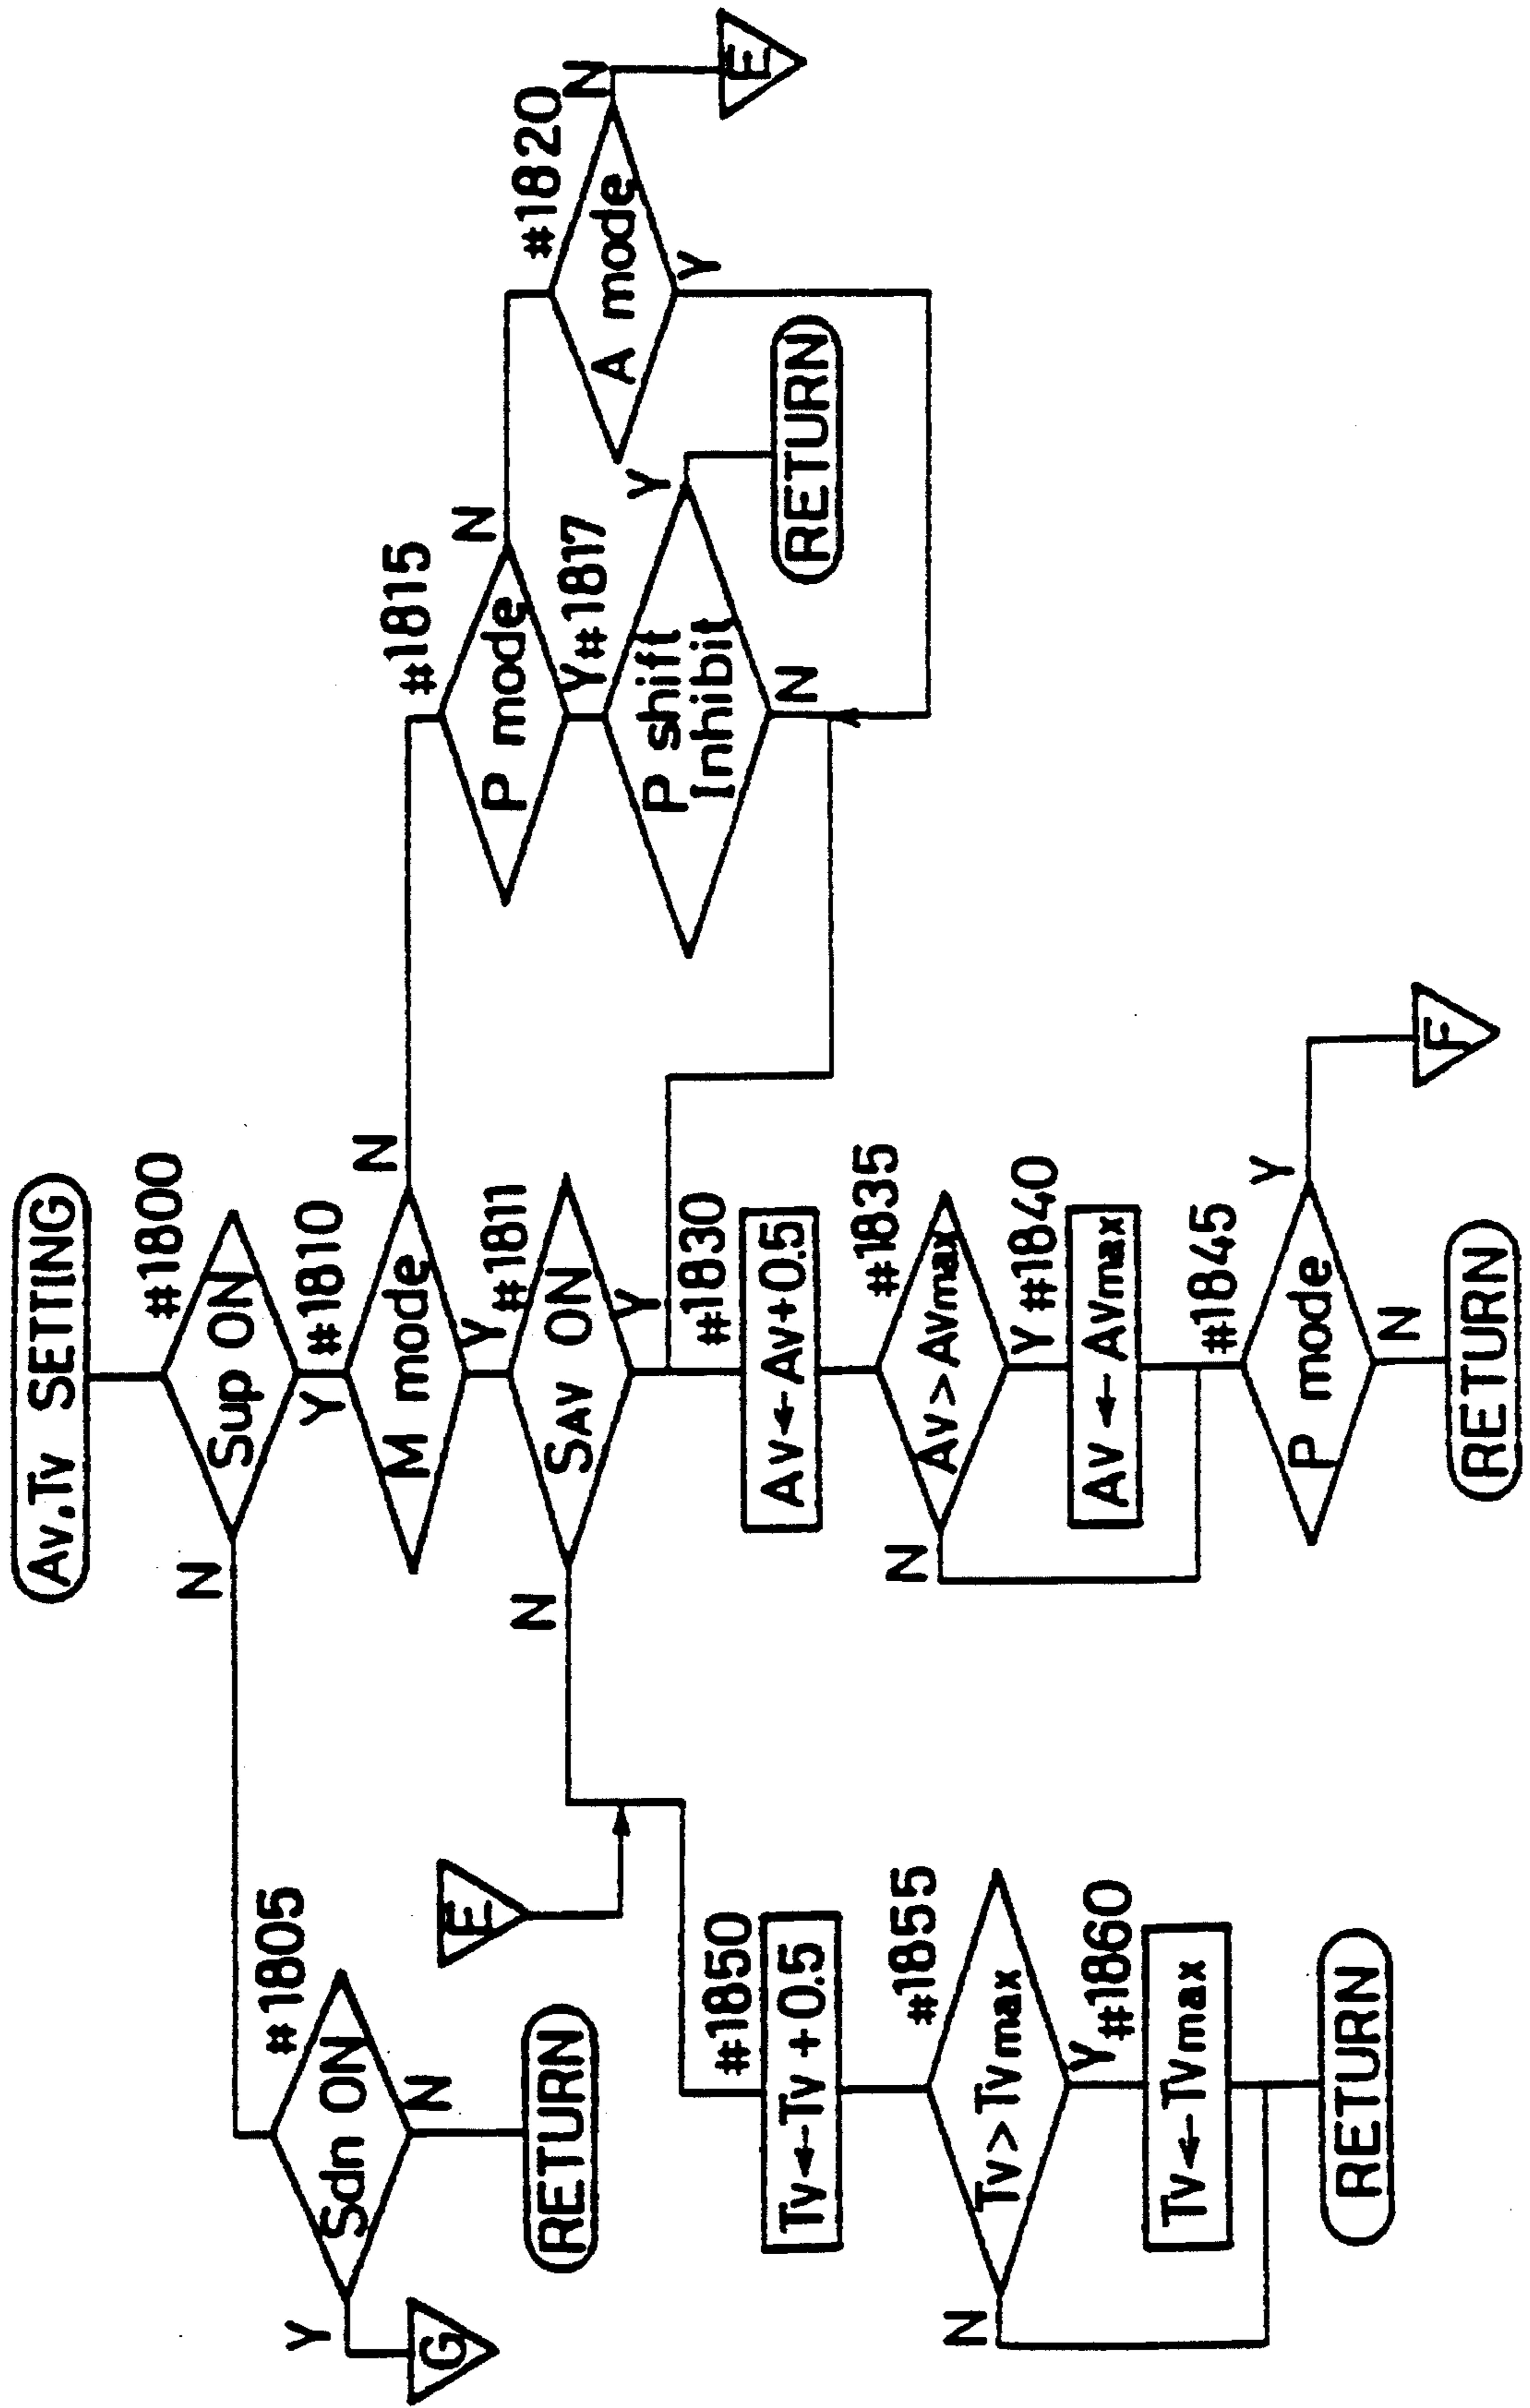 Av.Tv SETTING
#1800
Sup ON
N
Y
#1805
Sdn ON
Y
N
G
RETURN
#1810
M mode
N
Y
#1811
SAV ON
N
Y
E
#1815
P mode
N
Y
#1817
P shift
Inhibit
Y
N
RETURN
#1820
A mode
N
Y
E
#1830
Av←Av+0.5
#1835
Av>Avmax
N
Y
#1840
Av←AVmax
#1845
P mode
Y
N
F
RETURN
#1850
Tv←Tv+0.5
#1855
Tv>TVmax
N
Y
#1860
TV←TVmax
RETURN